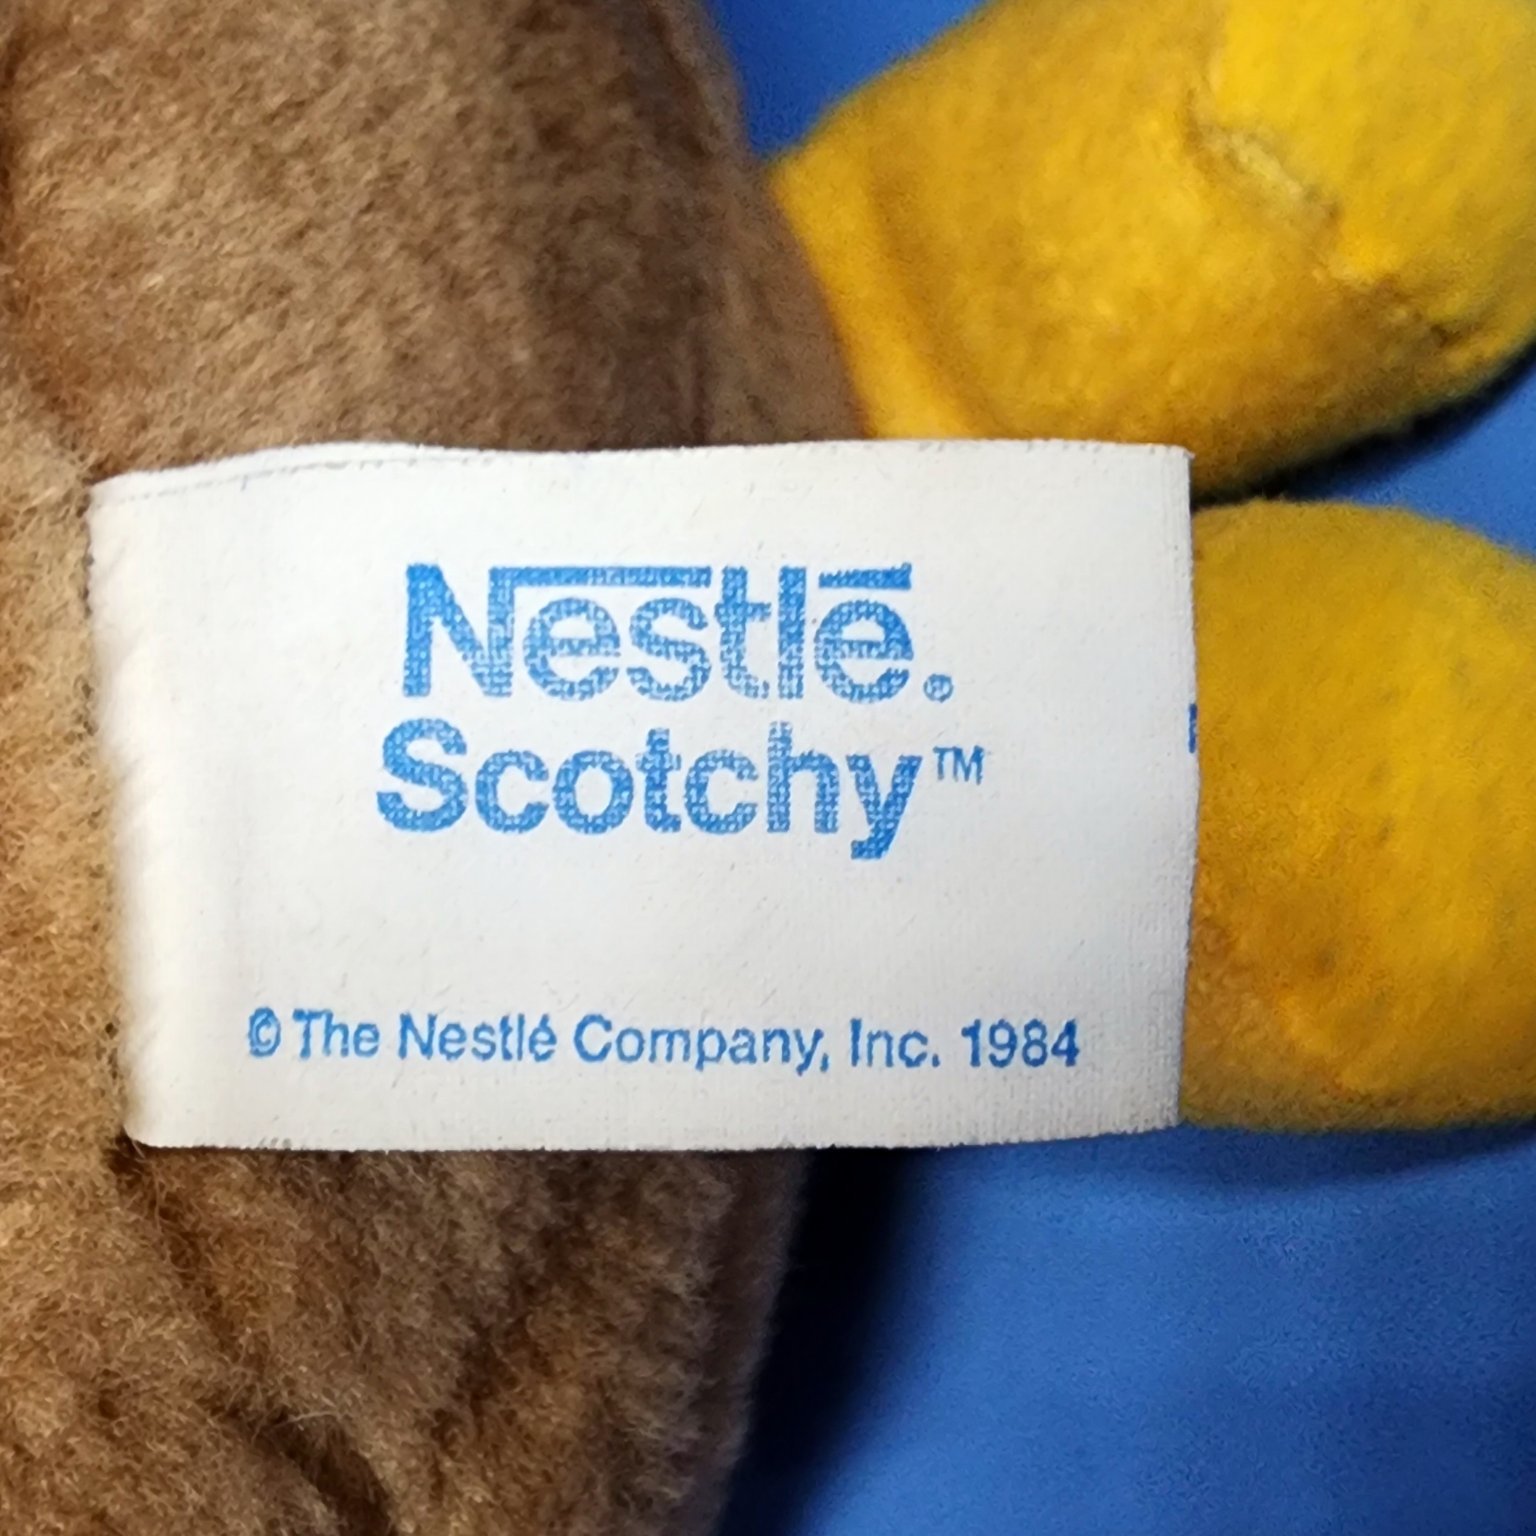 Nestlé®
Scotchy™
© The Nestlé Company, Inc. 1984